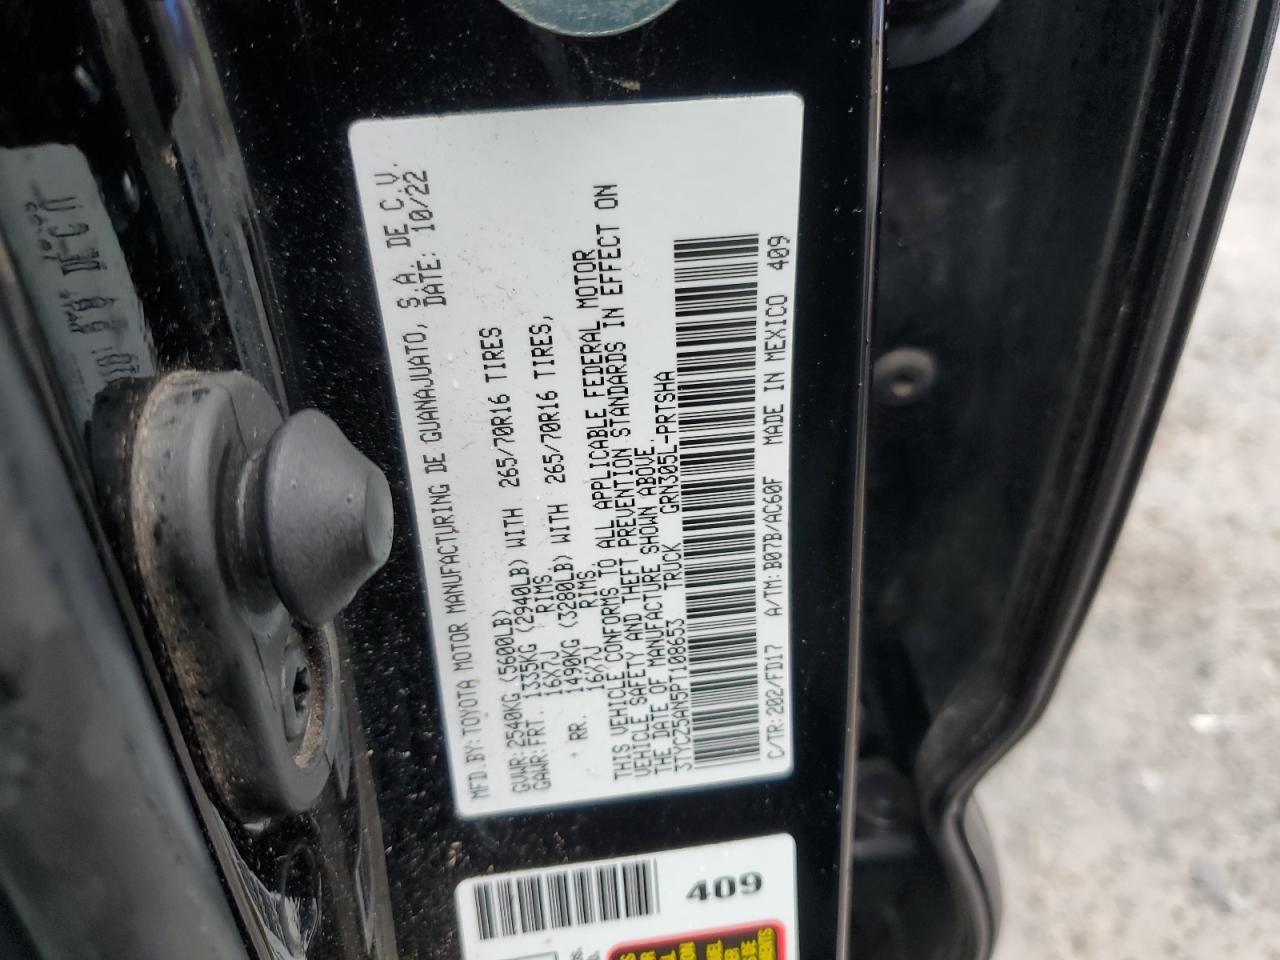 MFD. BY: TOYOTA MOTOR MANUFACTURING DE GUANAJUATO, S.A. DE C.V.
DATE: 10/22
GVWR: 2540KG (5600LB)
GAWR: FRT. 1335KG (2940LB) WITH 265/70R16 TIRES
16X7J RIMS
RR. 1490KG (3280LB) WITH 265/70R16 TIRES,
16X7J RIMS
THIS VEHICLE CONFORMS TO ALL APPLICABLE FEDERAL MOTOR
VEHICLE SAFETY AND THEFT PREVENTION STANDARDS IN EFFECT ON
THE DATE OF MANUFACTURE SHOWN ABOVE.
3TYCZ5AN5PT108653 TRUCK GRN305L-PRTSHA
C/TR: 202/FD17 A/TM: B07B/AC60F MADE IN MEXICO 409
409